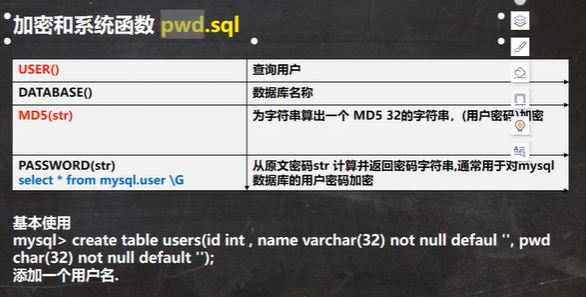 加密和系统函数 pwd.sql
USER() 查询用户
DATABASE() 数据库名称
MD5(str) 为字符串算出一个 MD5 32的字符串，(用户密码)加密
PASSWORD(str) 从原文密码str 计算并返回密码字符串,通常用于对mysql
select * from mysql.user \G 数据库的用户密码加密
基本使用
mysql> create table users(id int , name varchar(32) not null defaul '', pwd
char(32) not null default '');
添加一个用户名.